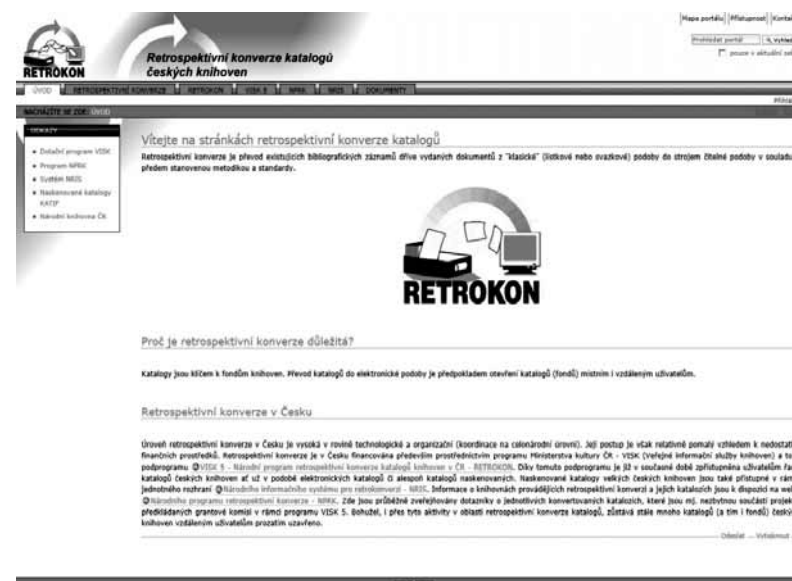 Mapa portálu Přístupnost
Prohledat portál
pouze v aktuální
Retrospektivní konverze katalogů
českých knihoven
RETROKON
ÚVOD RETROSPEKTIVNÍ KONVERZE RETROKON VISK 5 NPRK NRIS DOKUMENTY
NACHÁZÍTE SE ZDE: ÚVOD
ODKAZY
Dotační program VISK
Program NPRK
Systém NRIS
Naskenované katalogy
KATIF
Národní knihovna ČR
Vítejte na stránkách retrospektivní konverze katalogů
Retrospektivní konverze je převod existujících bibliografických záznamů dříve vydaných dokumentů z "klasické" (lístkové nebo svazkové) podoby do strojem čitelné podoby v souladu
předem stanovenou metodikou a standardy.
RETROKON
Proč je retrospektivní konverze důležitá?
Katalogy jsou klíčem k fondům knihoven. Převod katalogů do elektronické podoby je předpokladem otevření katalogů (fondů) místním i vzdáleným uživatelům.
Retrospektivní konverze v Česku
Úroveň retrospektivní konverze v Česku je vysoká v rovině technologické a organizační (koordinace na celonárodní úrovni). Její postup je však relativně pomalý vzhledem k nedostat
finančních prostředků. Retrospektivní konverze je v Česku financována především prostřednictvím programu Ministerstva kultury ČR - VISK (Veřejné informační služby knihoven) a to
podprogramu VISK 5 - Národní program retrospektivní konverze katalogů knihoven v ČR - RETROKON. Díky tomuto podprogramu je již v současné době zpřístupněna uživatelům řa
katalogů českých knihoven ať už v podobě elektronických katalogů či alespoň katalogů naskenovaných. Naskenované katalogy velkých českých knihoven jsou také přístupné v rám
jednotného rozhraní Národního informačního systému pro retrokonverzi - NRIS. Informace o knihovnách provádějících retrospektivní konverzi a jejich katalozích jsou k dispozici na we
Národního programu retrospektivní konverze - NPRK. Zde jsou průběžně zveřejňovány dotazníky o jednotlivých konvertovaných katalozích, které jsou mj. nezbytnou součástí projek
předkládaných grantové komisi v rámci programu VISK 5. Bohužel, i přes tyto aktivity v oblasti retrospektivní konverze katalogů, zůstává stále mnoho katalogů (a tím i fondů) český
knihoven vzdáleným uživatelům prozatím uzavřeno.
Odeslat Vytisknout